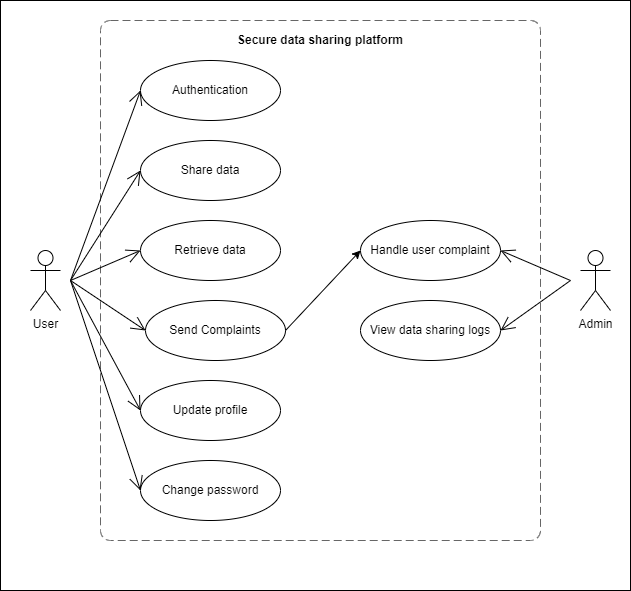 Secure data sharing platform
Authentication
Share data
Retrieve data
Handle user complaint
User
Send Complaints
View data sharing logs
Admin
Update profile
Change password